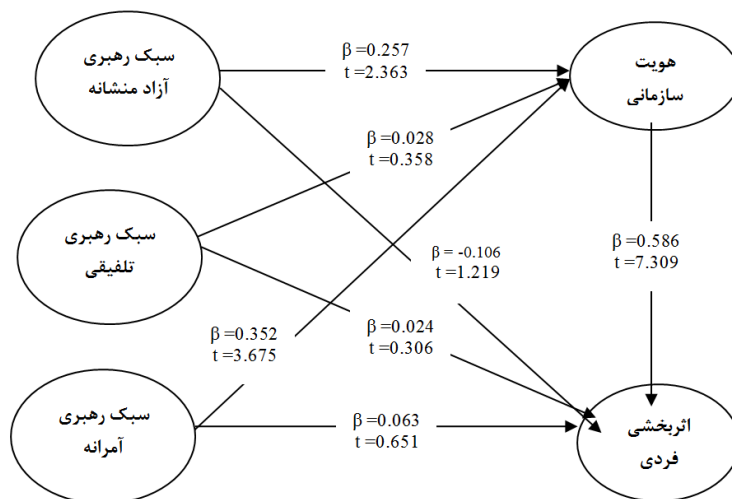 سبک رهبری
آزاد منشانه
β =0.257
t =2.363
هویت
سازمانی
β =0.028
t =0.358
سبک رهبری
تلفیقی
β = -0.106
t =1.219
β =0.586
t =7.309
β =0.352
t =3.675
β =0.024
t =0.306
سبک رهبری
آمرانه
β =0.063
t =0.651
اثربخشی
فردی